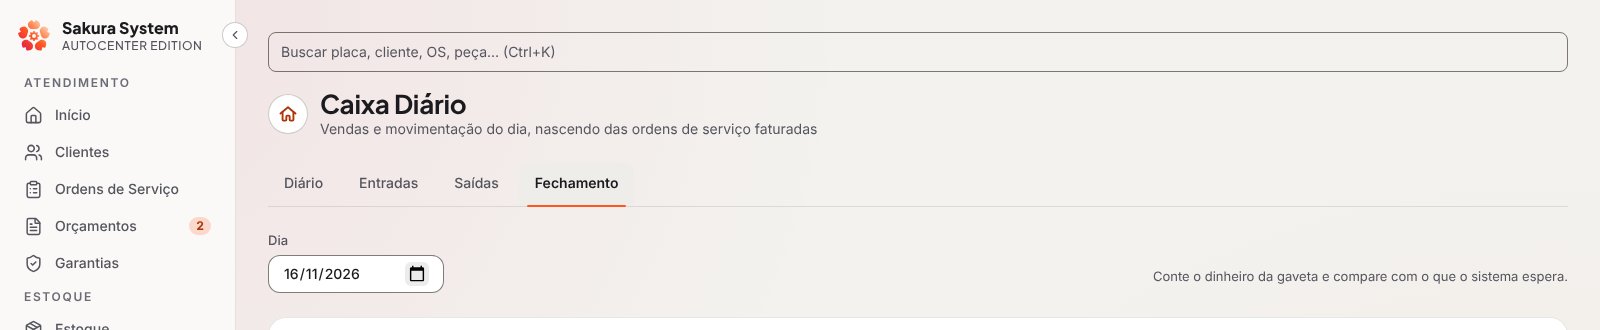 Sakura System
AUTOCENTER EDITION
ATENDIMENTO
Início
Clientes
Ordens de Serviço
Orçamentos 2
Garantias
ESTOQUE
Estoque
Buscar placa, cliente, OS, peça... (Ctrl+K)
Caixa Diário
Vendas e movimentação do dia, nascendo das ordens de serviço faturadas
Diário Entradas Saídas Fechamento
Dia
16/11/2026
Conte o dinheiro da gaveta e compare com o que o sistema espera.